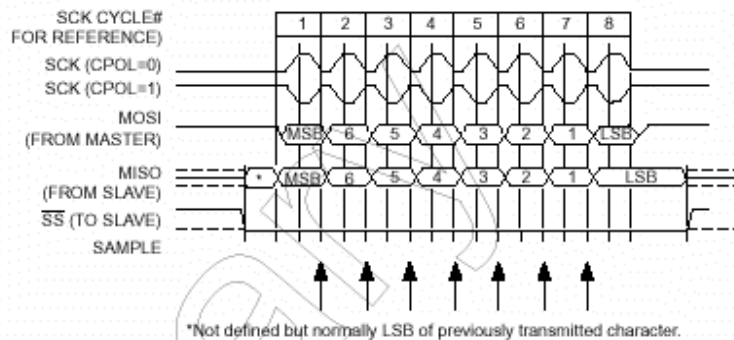 SCK CYCLE# 1 2 3 4 5 6 7 8
FOR REFERENCE)
SCK (CPOL=0)
SCK (CPOL=1)
MOSI
(FROM MASTER) MSB 6 5 4 3 2 1 LSB
MISO
(FROM SLAVE) * MSB 6 5 4 3 2 1 LSB
SS (TO SLAVE)
SAMPLE
*Not defined but normally LSB of previously transmitted character.